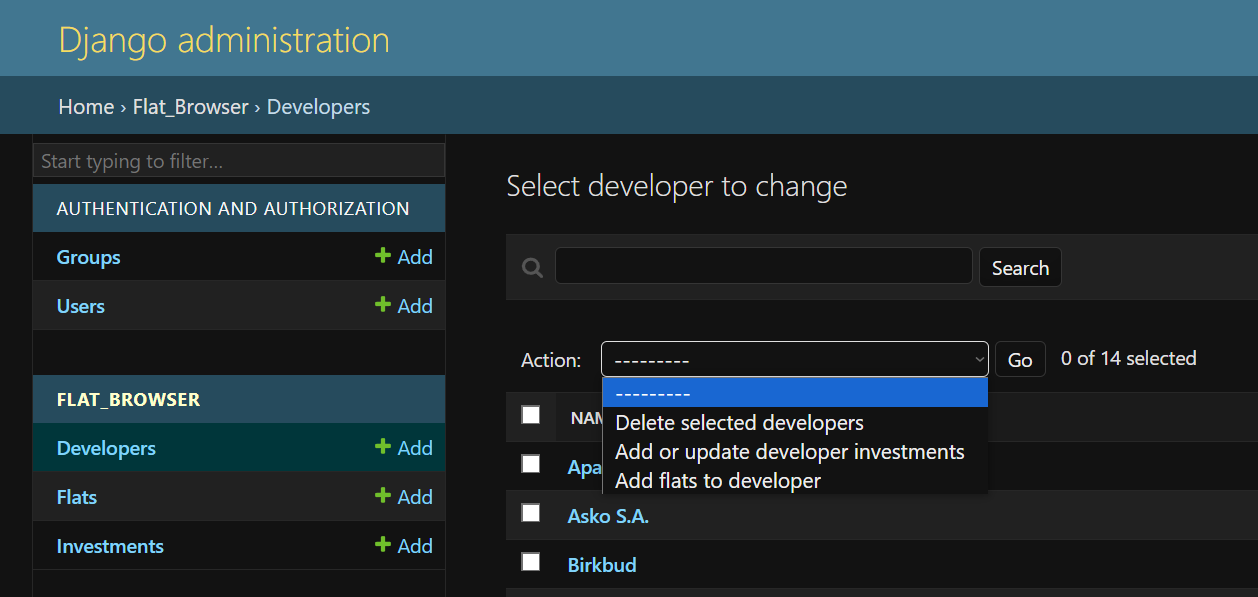 Django administration
Home › Flat_Browser › Developers
Start typing to filter...
AUTHENTICATION AND AUTHORIZATION
Groups + Add
Users + Add
FLAT_BROWSER
Developers + Add
Flats + Add
Investments + Add
Select developer to change
Search
Action: --------- Go 0 of 14 selected
---------
Delete selected developers
Add or update developer investments
Add flats to developer
Asko S.A.
Birkbud